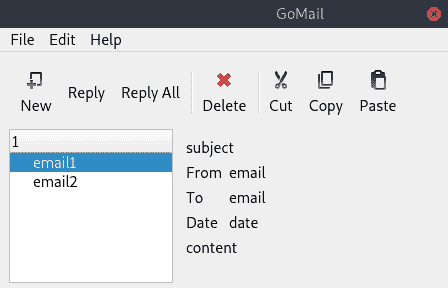 GoMail
File Edit Help
New Reply Reply All Delete Cut Copy Paste
1
email1
email2
subject
From email
To email
Date date
content